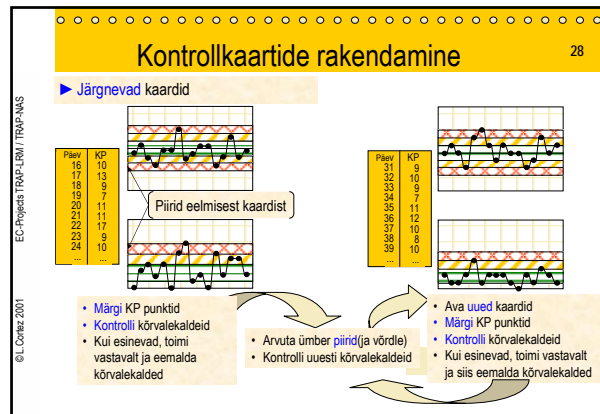 Kontrollkaartide rakendamine
28
► Järgnevad kaardid
EC-Projects TRAP-LRM / TRAP-NAS
Päev KP
16 10
17 13
18 9
19 7
20 11
21 11
22 17
23 9
24 10
... ...
Piirid eelmisest kaardist
Päev KP
31 9
32 10
33 9
34 7
35 11
36 12
37 10
38 8
39 10
... ...
• Märgi KP punktid
• Kontrolli kõrvalekaldeid
• Kui esinevad, toimi
vastavalt ja eemalda
kõrvalekalded
• Arvuta ümber piirid(ja võrdle)
• Kontrolli uuesti kõrvalekaldeid
• Ava uued kaardid
• Märgi KP punktid
• Kontrolli kõrvalekaldeid
• Kui esinevad, toimi vastavalt
ja siis eemalda kõrvalekalded
© L. Cortez 2001